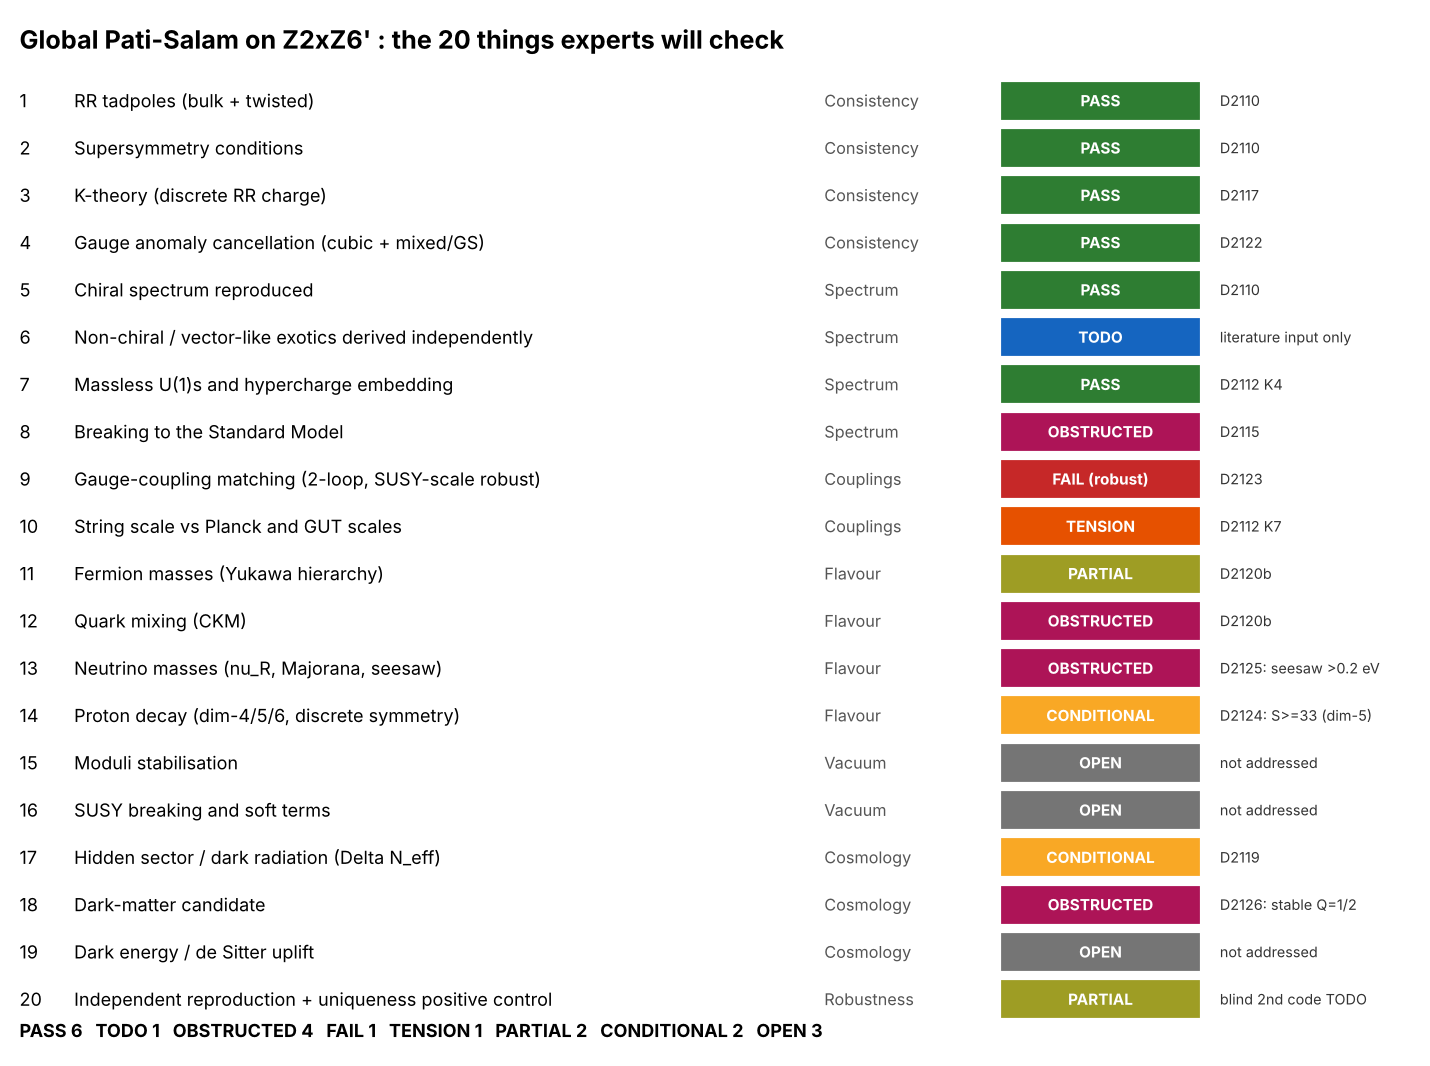 Global Pati-Salam on Z2xZ6' : the 20 things experts will check
1 RR tadpoles (bulk + twisted) Consistency PASS D2110
2 Supersymmetry conditions Consistency PASS D2110
3 K-theory (discrete RR charge) Consistency PASS D2117
4 Gauge anomaly cancellation (cubic + mixed/GS) Consistency PASS D2122
5 Chiral spectrum reproduced Spectrum PASS D2110
6 Non-chiral / vector-like exotics derived independently Spectrum TODO literature input only
7 Massless U(1)s and hypercharge embedding Spectrum PASS D2112 K4
8 Breaking to the Standard Model Spectrum OBSTRUCTED D2115
9 Gauge-coupling matching (2-loop, SUSY-scale robust) Couplings FAIL (robust) D2123
10 String scale vs Planck and GUT scales Couplings TENSION D2112 K7
11 Fermion masses (Yukawa hierarchy) Flavour PARTIAL D2120b
12 Quark mixing (CKM) Flavour OBSTRUCTED D2120b
13 Neutrino masses (nu_R, Majorana, seesaw) Flavour OBSTRUCTED D2125: seesaw >0.2 eV
14 Proton decay (dim-4/5/6, discrete symmetry) Flavour CONDITIONAL D2124: S>=33 (dim-5)
15 Moduli stabilisation Vacuum OPEN not addressed
16 SUSY breaking and soft terms Vacuum OPEN not addressed
17 Hidden sector / dark radiation (Delta N_eff) Cosmology CONDITIONAL D2119
18 Dark-matter candidate Cosmology OBSTRUCTED D2126: stable Q=1/2
19 Dark energy / de Sitter uplift Cosmology OPEN not addressed
20 Independent reproduction + uniqueness positive control Robustness PARTIAL blind 2nd code TODO
PASS 6 TODO 1 OBSTRUCTED 4 FAIL 1 TENSION 1 PARTIAL 2 CONDITIONAL 2 OPEN 3